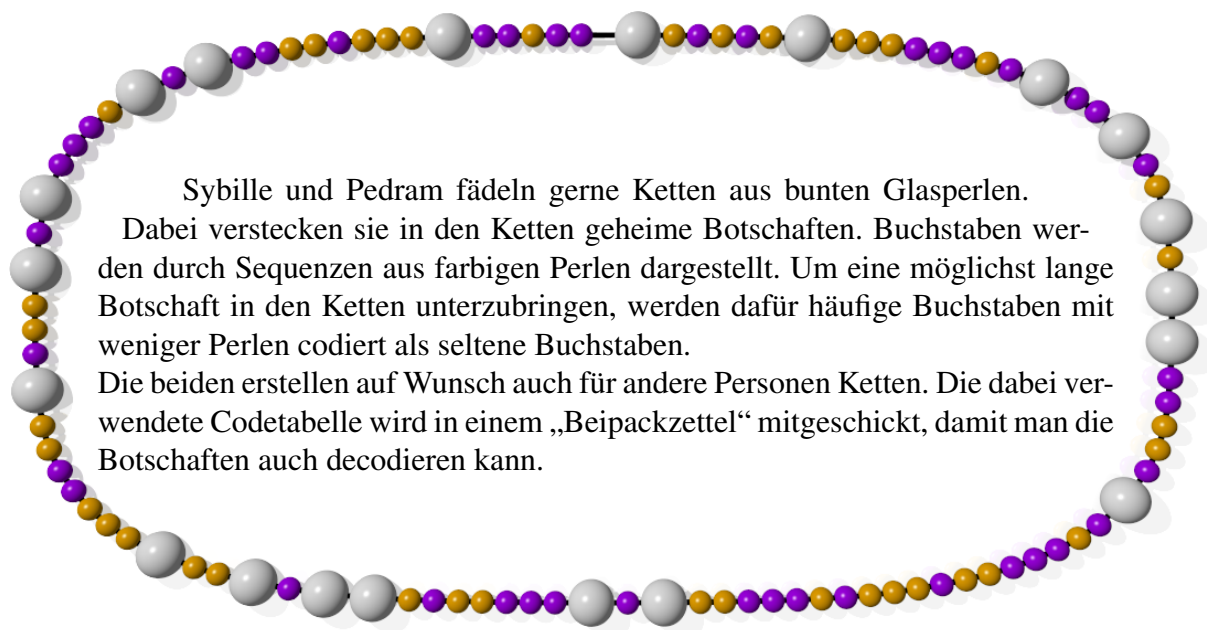 Sybille und Pedram fädeln gerne Ketten aus bunten Glasperlen.
Dabei verstecken sie in den Ketten geheime Botschaften. Buchstaben wer-
den durch Sequenzen aus farbigen Perlen dargestellt. Um eine möglichst lange
Botschaft in den Ketten unterzubringen, werden dafür häufige Buchstaben mit
weniger Perlen codiert als seltene Buchstaben.
Die beiden erstellen auf Wunsch auch für andere Personen Ketten. Die dabei ver-
wendete Codetabelle wird in einem „Beipackzettel“ mitgeschickt, damit man die
Botschaften auch decodieren kann.